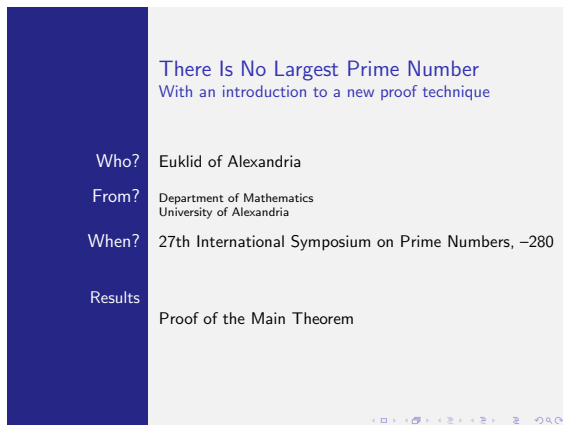 There Is No Largest Prime Number
With an introduction to a new proof technique
Who? Euklid of Alexandria
From? Department of Mathematics
University of Alexandria
When? 27th International Symposium on Prime Numbers, –280
Results
Proof of the Main Theorem